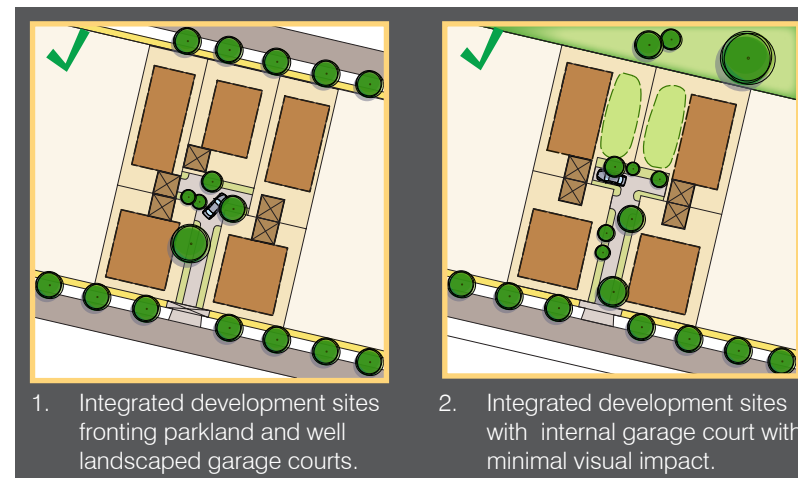 1. Integrated development sites
fronting parkland and well
landscaped garage courts.
2. Integrated development sites
with internal garage court with
minimal visual impact.